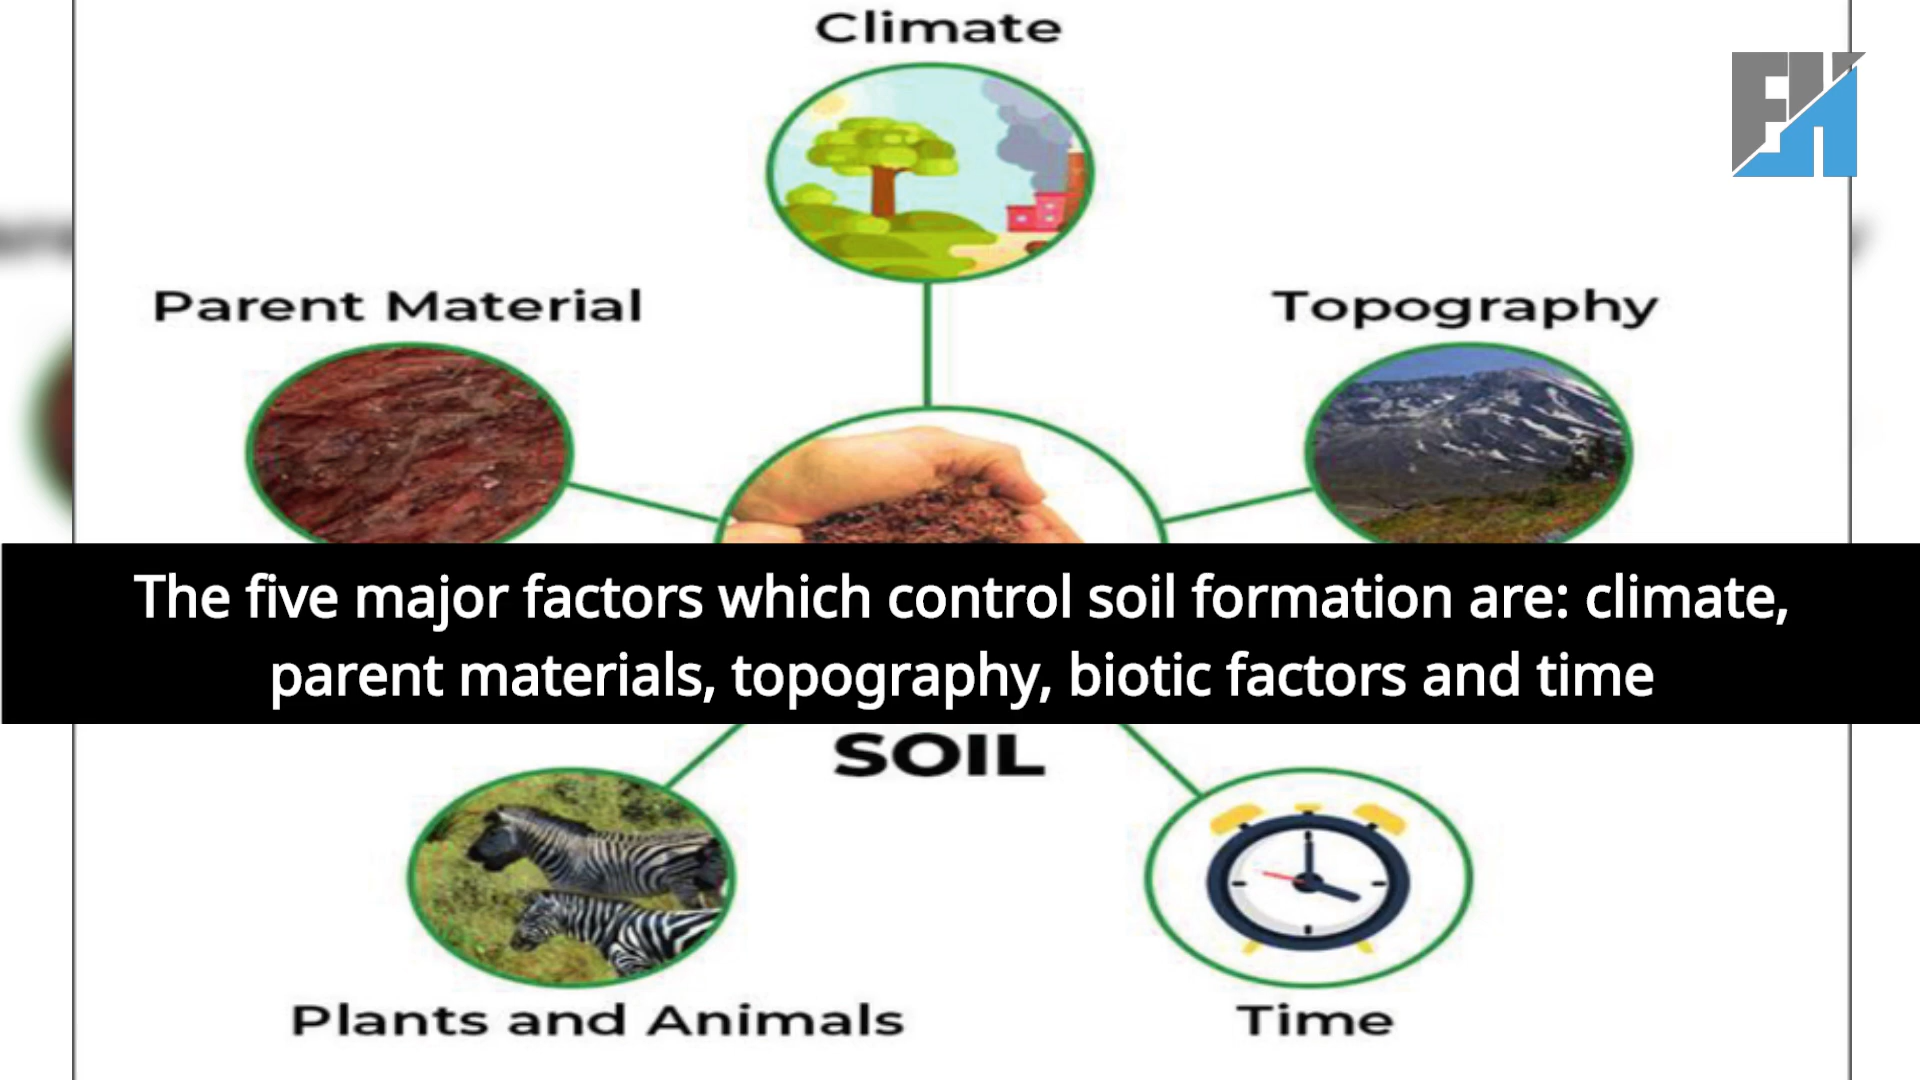 Climate
Parent Material
Topography
The five major factors which control soil formation are: climate,
parent materials, topography, biotic factors and time
SOIL
Plants and Animals
Time